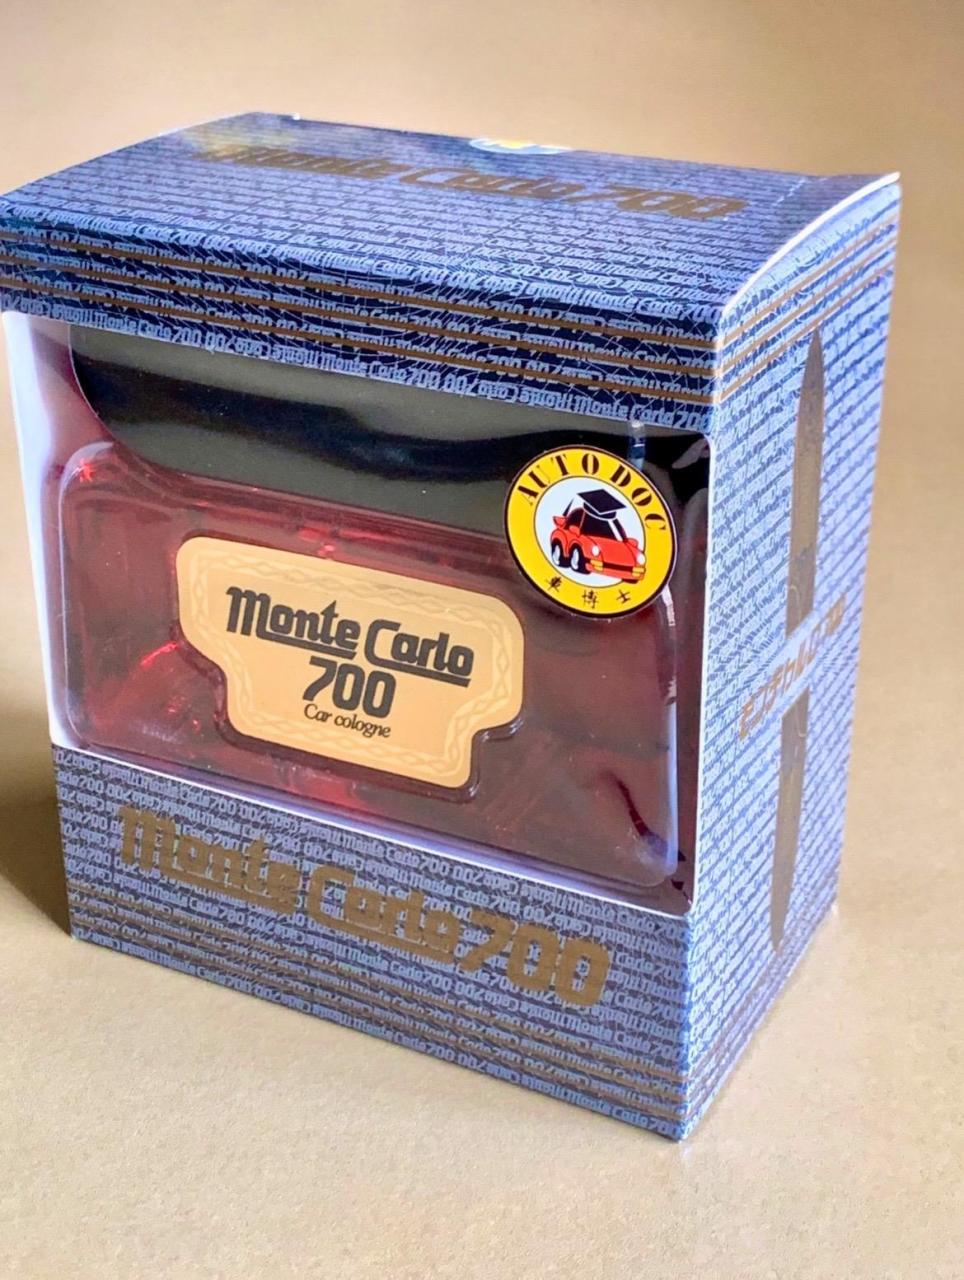 Monte Carlo 700
AUTO DOC
車博士
Monte Carlo
700
Car cologne
モンテカルロ700
Monte Carlo 700